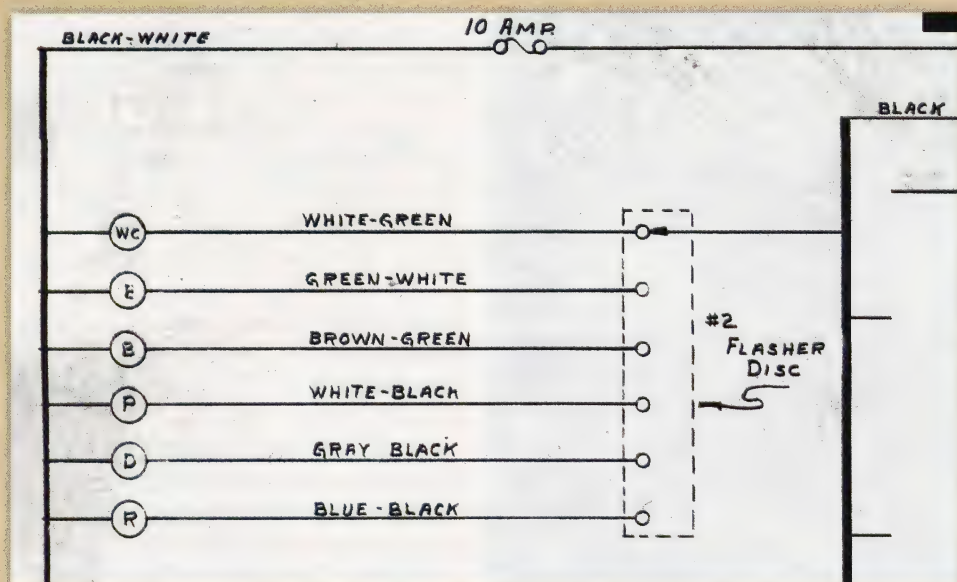 10 AMP.
BLACK-WHITE
BLACK
WC WHITE-GREEN
E GREEN-WHITE
B BROWN-GREEN
#2
FLASHER
DISC
P WHITE-BLACK
D GRAY BLACK
R BLUE-BLACK